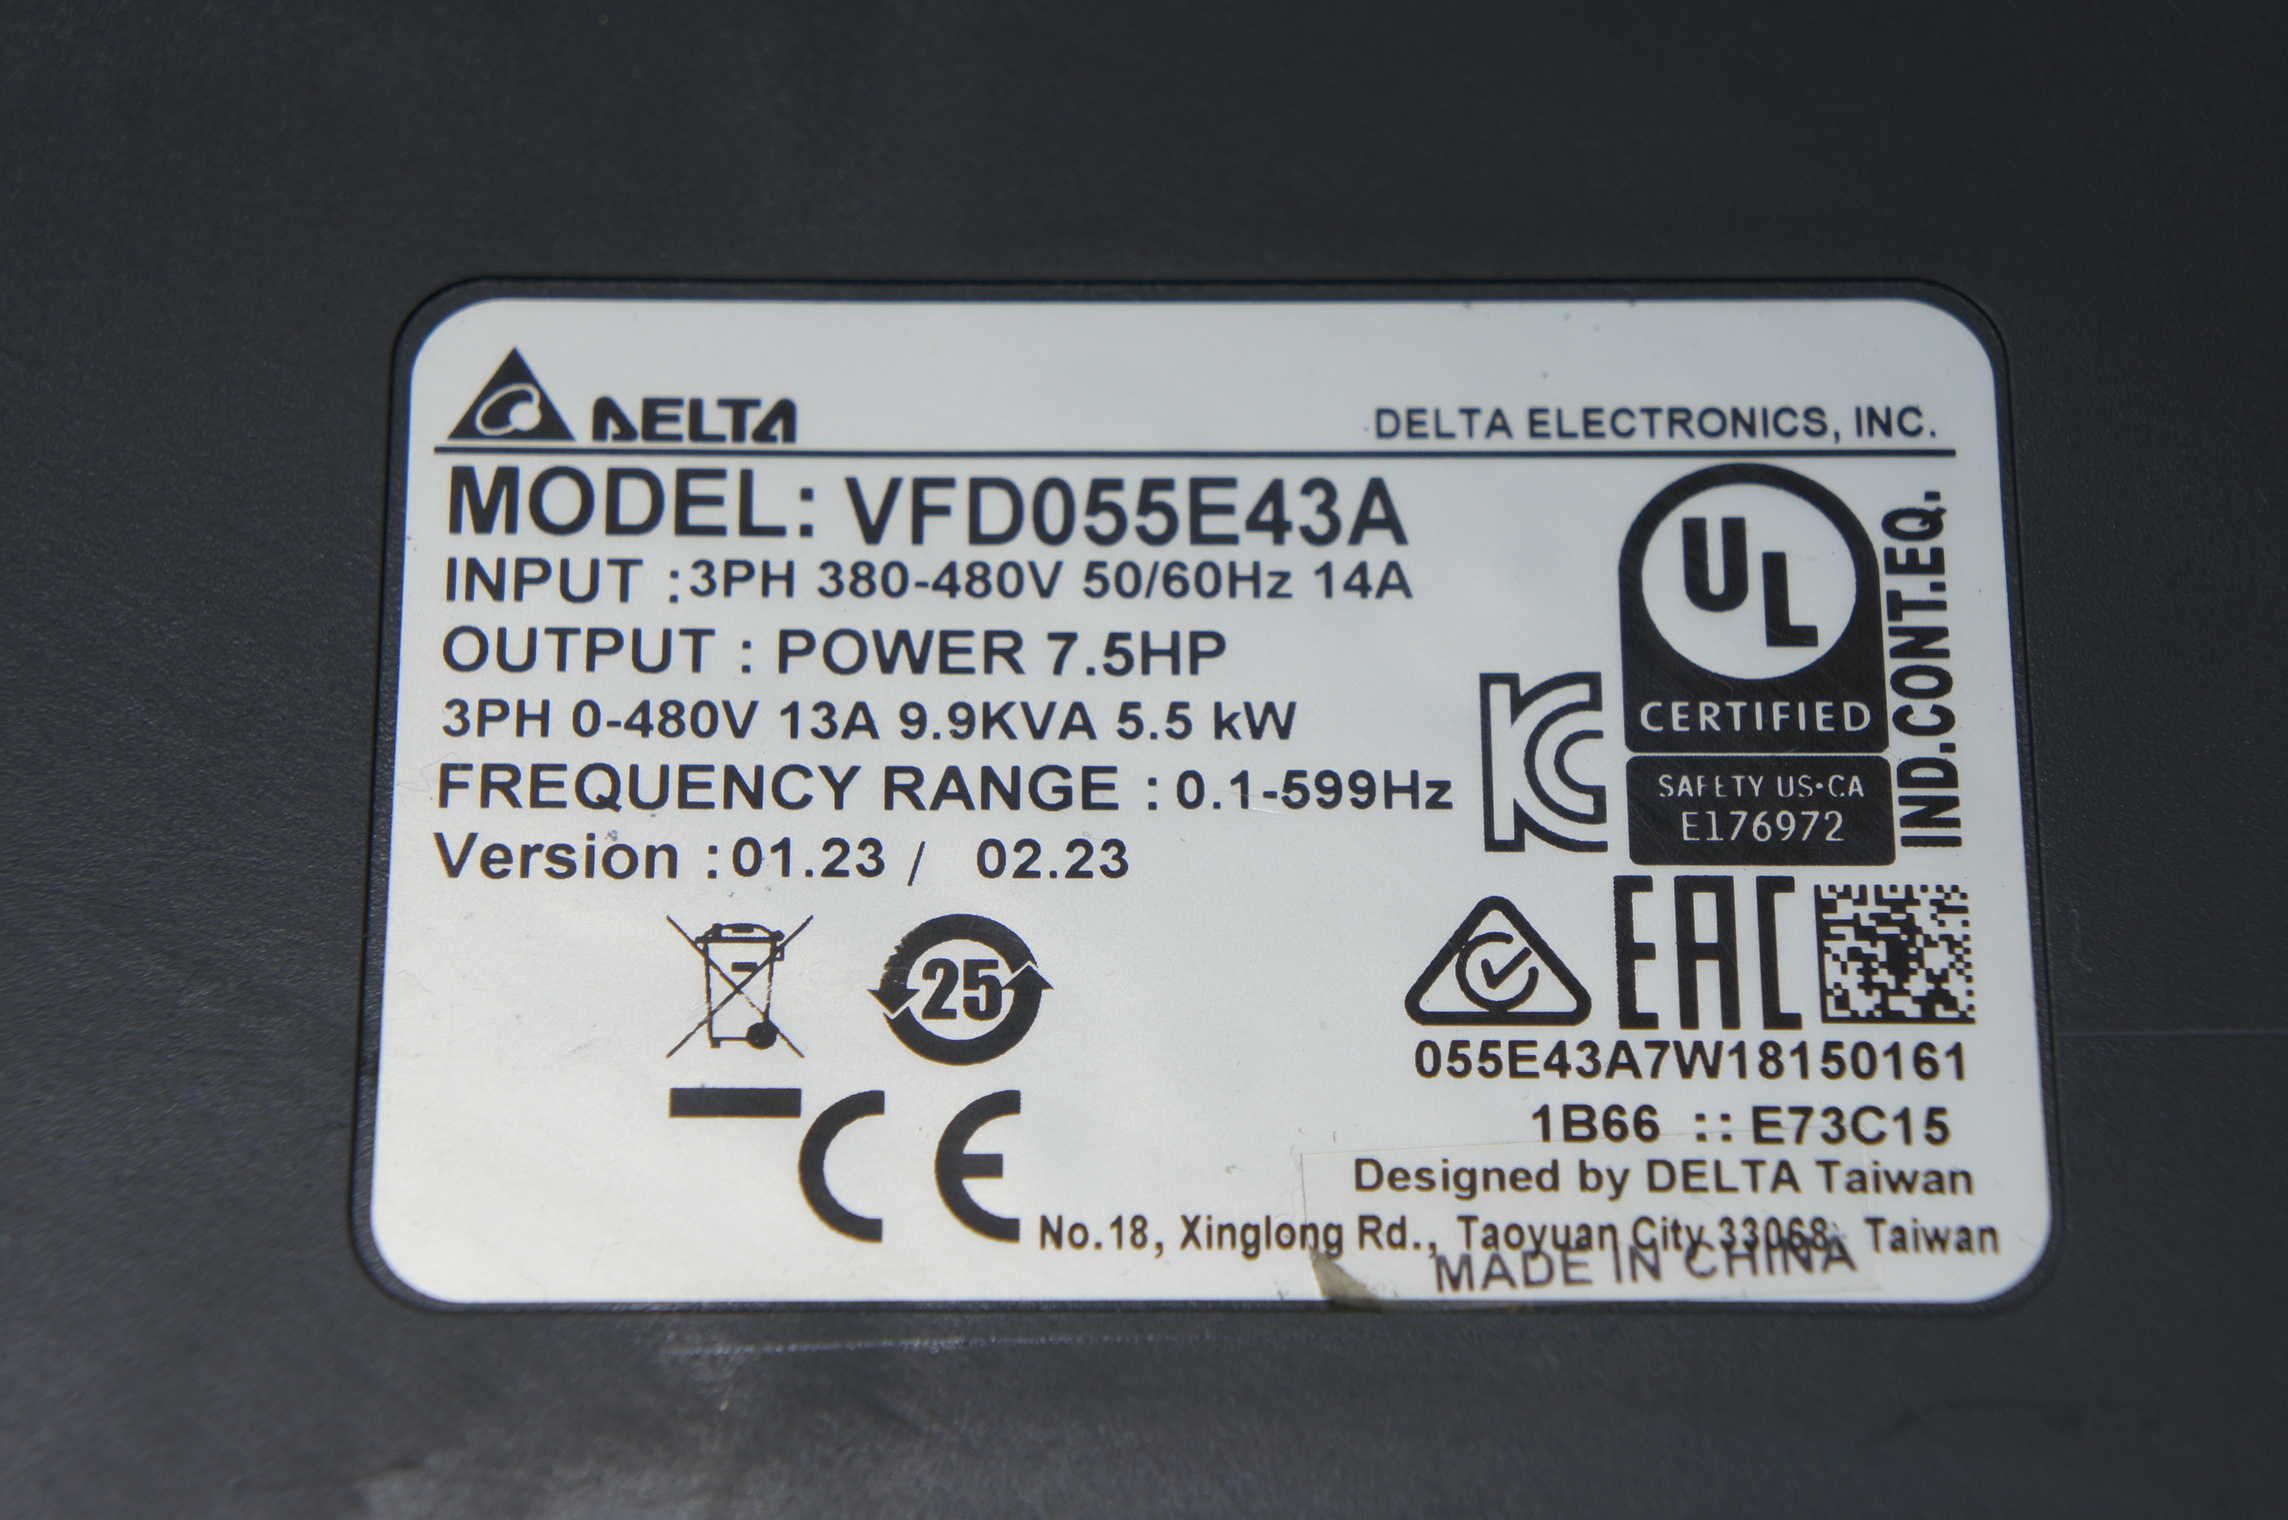 DELTA
DELTA ELECTRONICS, INC.
MODEL: VFD055E43A
INPUT :3PH 380-480V 50/60Hz 14A
OUTPUT : POWER 7.5HP
3PH 0-480V 13A 9.9KVA 5.5 kW
FREQUENCY RANGE : 0.1-599Hz
Version :01.23 / 02.23
UL
CERTIFIED
SAFETY US•CA
E176972
IND.CONT.EQ.
KC
25
EAC
CE
055E43A7W18150161
1B66 :: E73C15
Designed by DELTA Taiwan
No.18, Xinglong Rd., Taoyuan City 33068, Taiwan
MADE IN CHINA